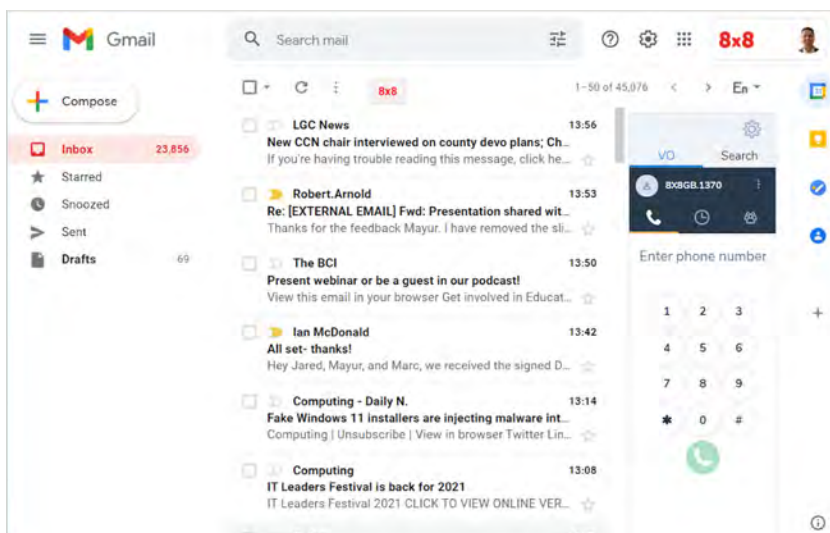 Gmail
Search mail
8x8
Compose
8x8
1-50 of 45,076
En
Inbox 23,856
Starred
Snoozed
Sent
Drafts 69
LGC News 13:56
New CCN chair interviewed on county devo plans; Ch...
If you're having trouble reading this message, click he...
Robert.Arnold 13:53
Re: [EXTERNAL EMAIL] Fwd: Presentation shared wit...
Thanks for the feedback Mayur. I have removed the sli...
The BCI 13:50
Present webinar or be a guest in our podcast!
View this email in your browser Get involved in Educat...
Ian McDonald 13:42
All set- thanks!
Hey Jared, Mayur, and Marc, we received the signed D...
Computing - Daily N. 13:14
Fake Windows 11 installers are injecting malware int...
Computing | Unsubscribe | View in browser Twitter Lin...
Computing 13:08
IT Leaders Festival is back for 2021
IT Leaders Festival 2021 CLICK TO VIEW ONLINE VER...
VO Search
8X8GB.1370
Enter phone number
1 2 3
4 5 6
7 8 9
* 0 #